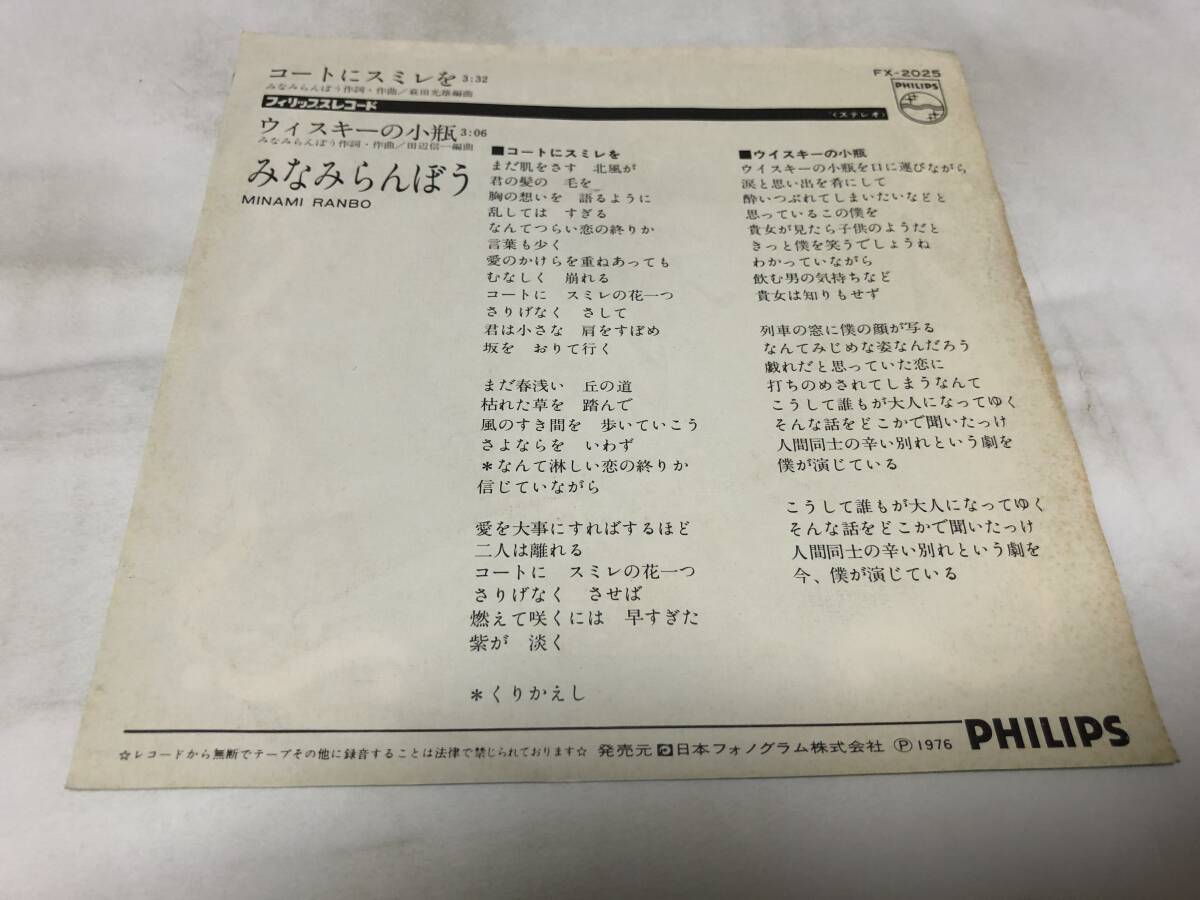 コートにスミレを 3:32
みなみらんぼう作詞・作曲／萩田光雄編曲
FX-2025
PHILIPS
フィリップスレコード
(ステレオ)
ウィスキーの小瓶 3:06
みなみらんぼう作詞・作曲／田辺信一編曲
みなみらんぼう
MINAMI RANBO
■コートにスミレを
まだ肌をさす 北風が
君の髪の 毛を
胸の想いを 語るように
乱しては すぎる
なんてつらい恋の終りか
言葉も少く
愛のかけらを重ねあっても
むなしく 崩れる
コートに スミレの花一つ
さりげなく さして
君は小さな 肩をすぼめ
坂を おりて行く
まだ春浅い 丘の道
枯れた草を 踏んで
風のすき間を 歩いていこう
さよならを いわず
＊なんて淋しい恋の終りか
信じていながら
愛を大事にすればするほど
二人は離れる
コートに スミレの花一つ
さりげなく させば
燃えて咲くには 早すぎた
紫が 淡く
＊くりかえし
■ウイスキーの小瓶
ウイスキーの小瓶を口に運びながら
涙と思い出を肴にして
酔いつぶれてしまいたいなどと
思っているこの僕を
貴女が見たら子供のようだと
きっと僕を笑うでしょうね
わかっていながら
飲む男の気持ちなど
貴女は知りもせず
列車の窓に僕の顔が写る
なんてみじめな姿なんだろう
戯れだと思っていた恋に
打ちのめされてしまうなんて
こうして誰もが大人になってゆく
そんな話をどこかで聞いたっけ
人間同士の辛い別れという劇を
僕が演じている
こうして誰もが大人になってゆく
そんな話をどこかで聞いたっけ
人間同士の辛い別れという劇を
今、僕が演じている
☆レコードから無断でテープその他に録音することは法律で禁じられております☆ 発売元 日本フォノグラム株式会社 Ⓟ1976 PHILIPS